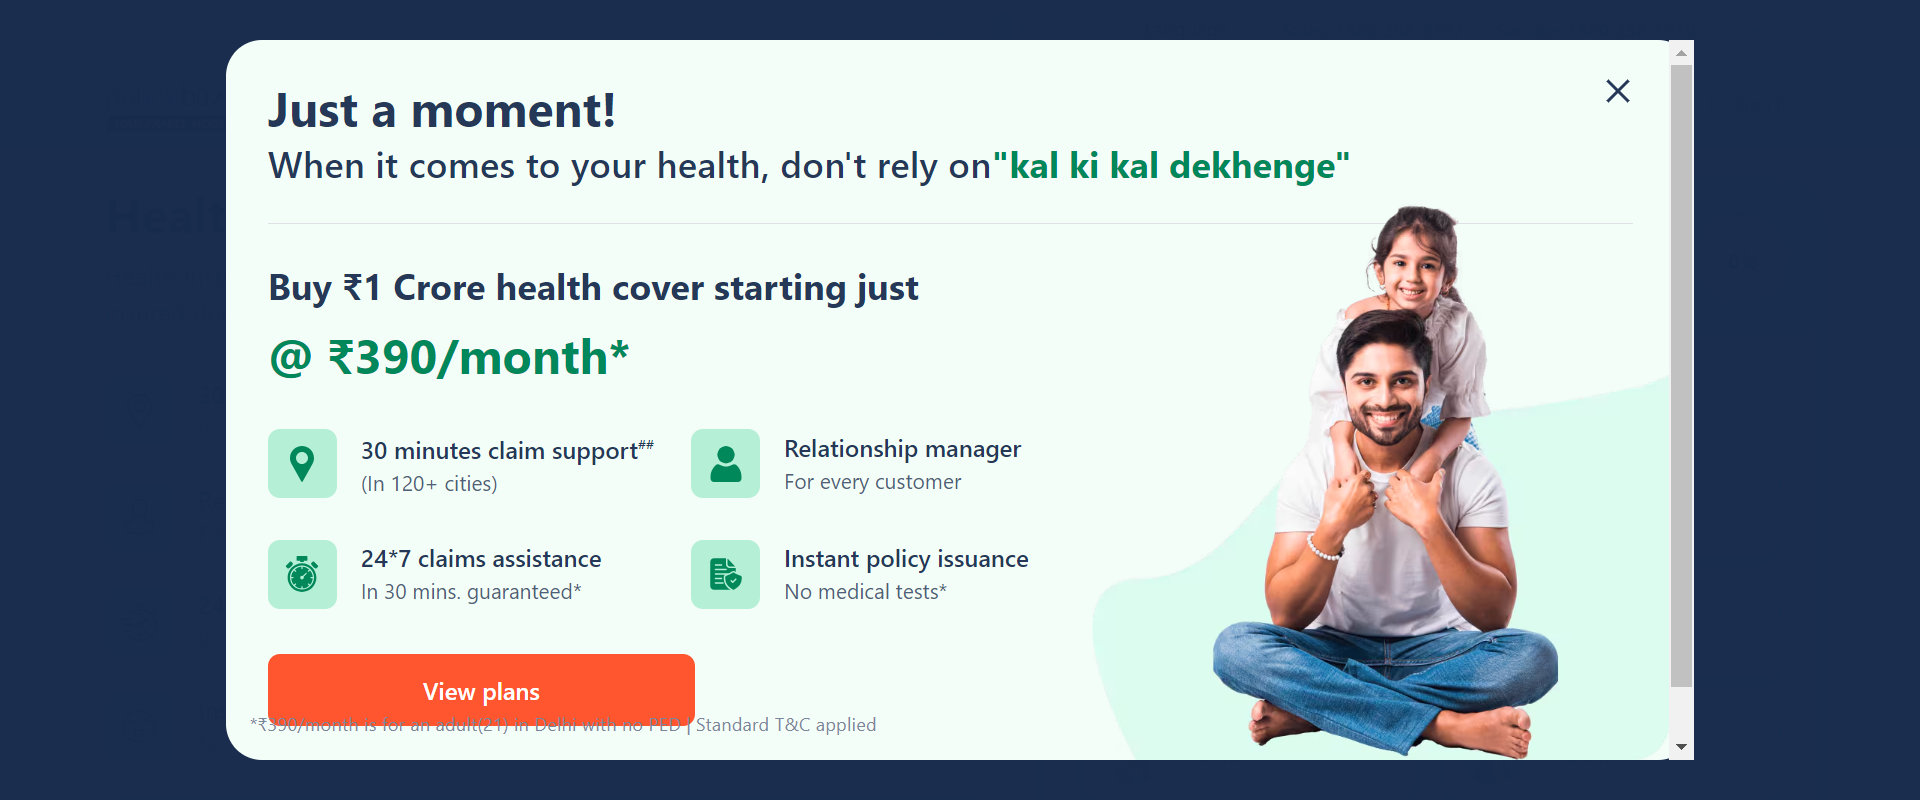 Just a moment!
When it comes to your health, don't rely on"kal ki kal dekhenge"
Healt
Buy ₹1 Crore health cover starting just
@ ₹390/month*
30 minutes claim support##
(In 120+ cities)
Relationship manager
For every customer
24*7 claims assistance
In 30 mins. guaranteed*
Instant policy issuance
No medical tests*
View plans
*₹390/month is for an adult(21) in Delhi with no PED | Standard T&C applied